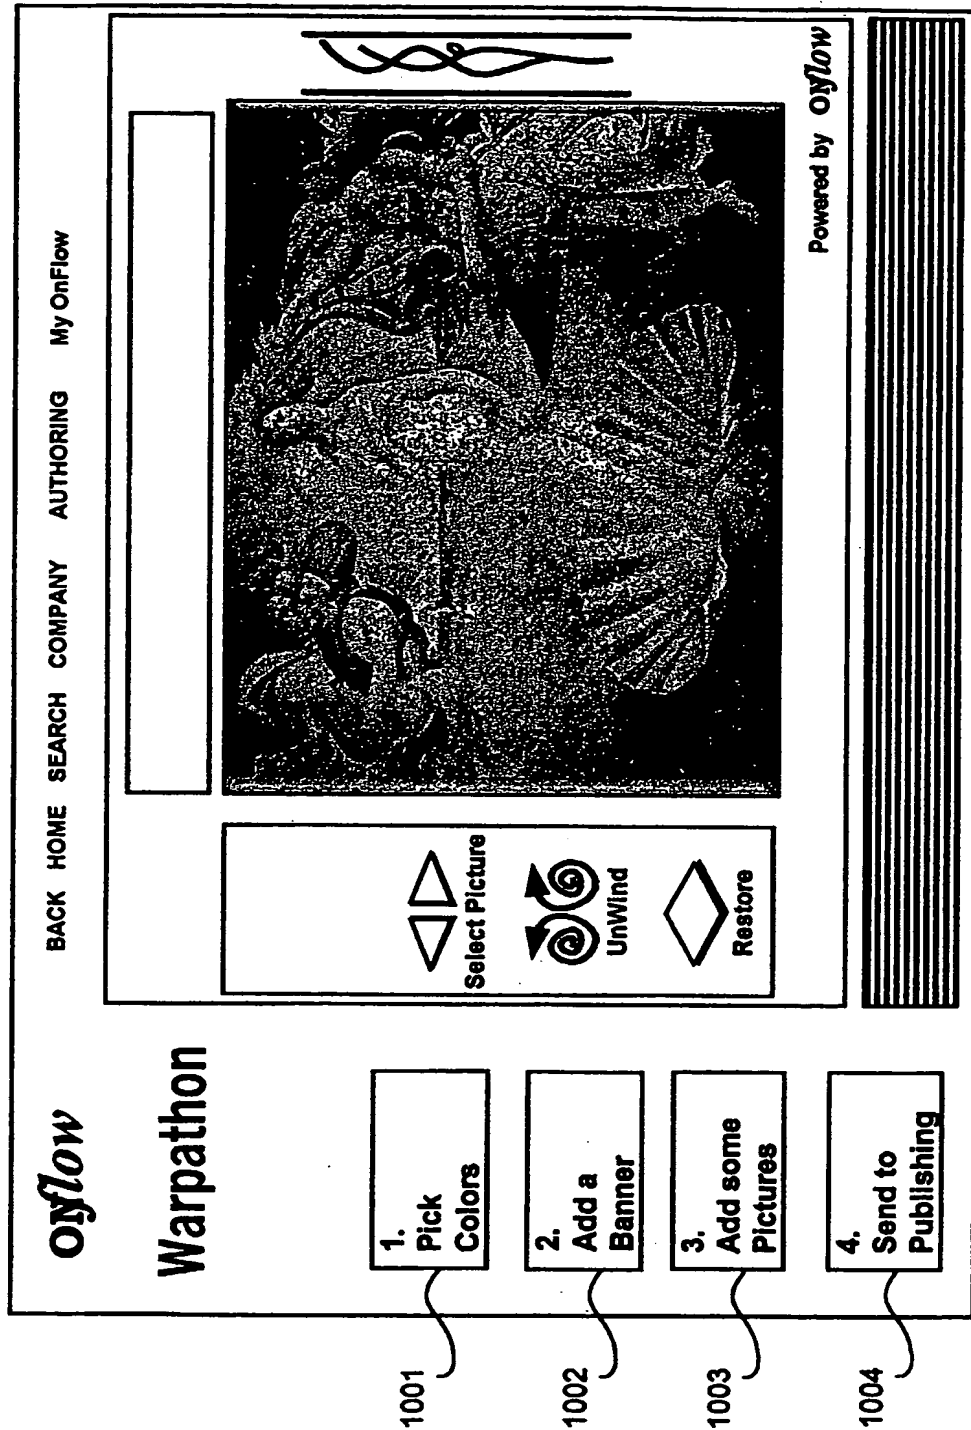 ONflow
BACK HOME SEARCH COMPANY AUTHORING My OnFlow
Warpathon
1001
1.
Pick
Colors
1002
2.
Add a
Banner
1003
3.
Add some
Pictures
1004
4.
Send to
Publishing
Select Picture
UnWind
Restore
Powered by ONflow